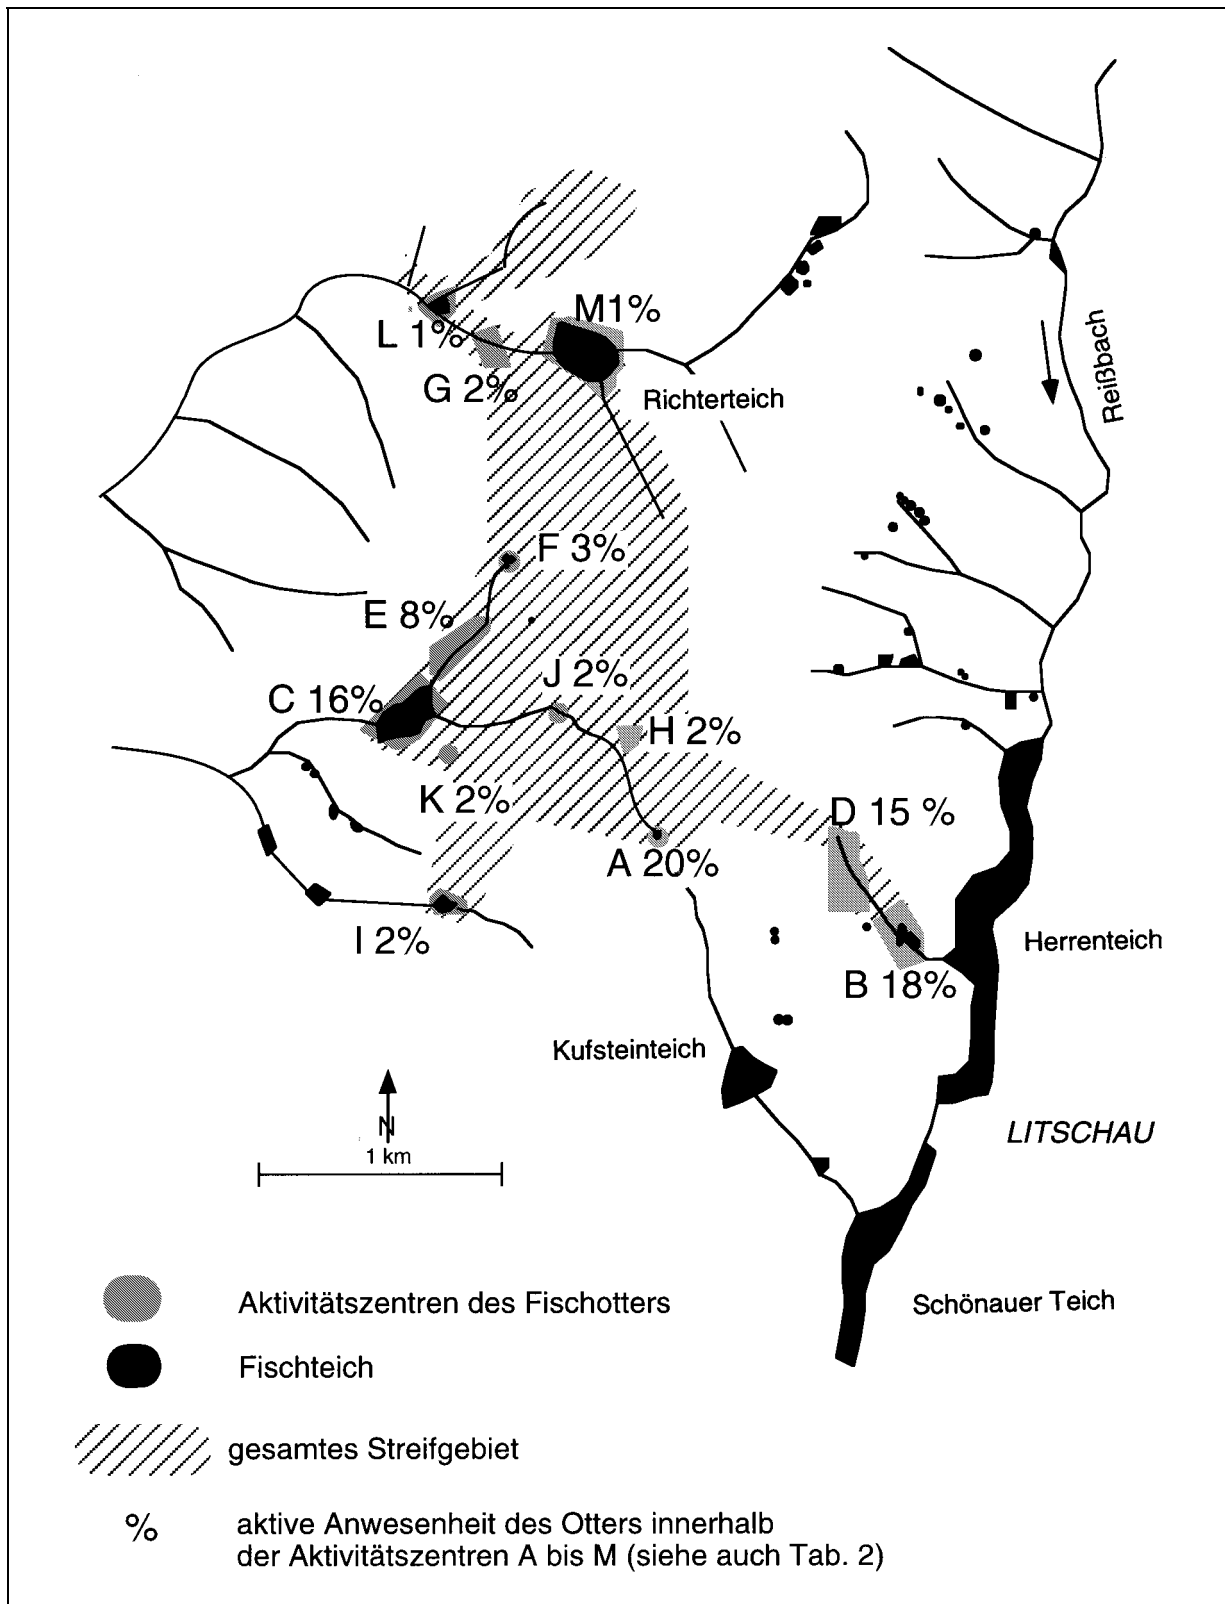 M1%
L 1%
G 2%
Richterteich
Reißbach
F 3%
E 8%
J 2%
C 16%
H 2%
K 2%
D 15 %
A 20%
I 2%
Herrenteich
B 18%
Kufsteinteich
N
1 km
LITSCHAU
Aktivitätszentren des Fischotters
Schönauer Teich
Fischteich
gesamtes Streifgebiet
% aktive Anwesenheit des Otters innerhalb
der Aktivitätszentren A bis M (siehe auch Tab. 2)